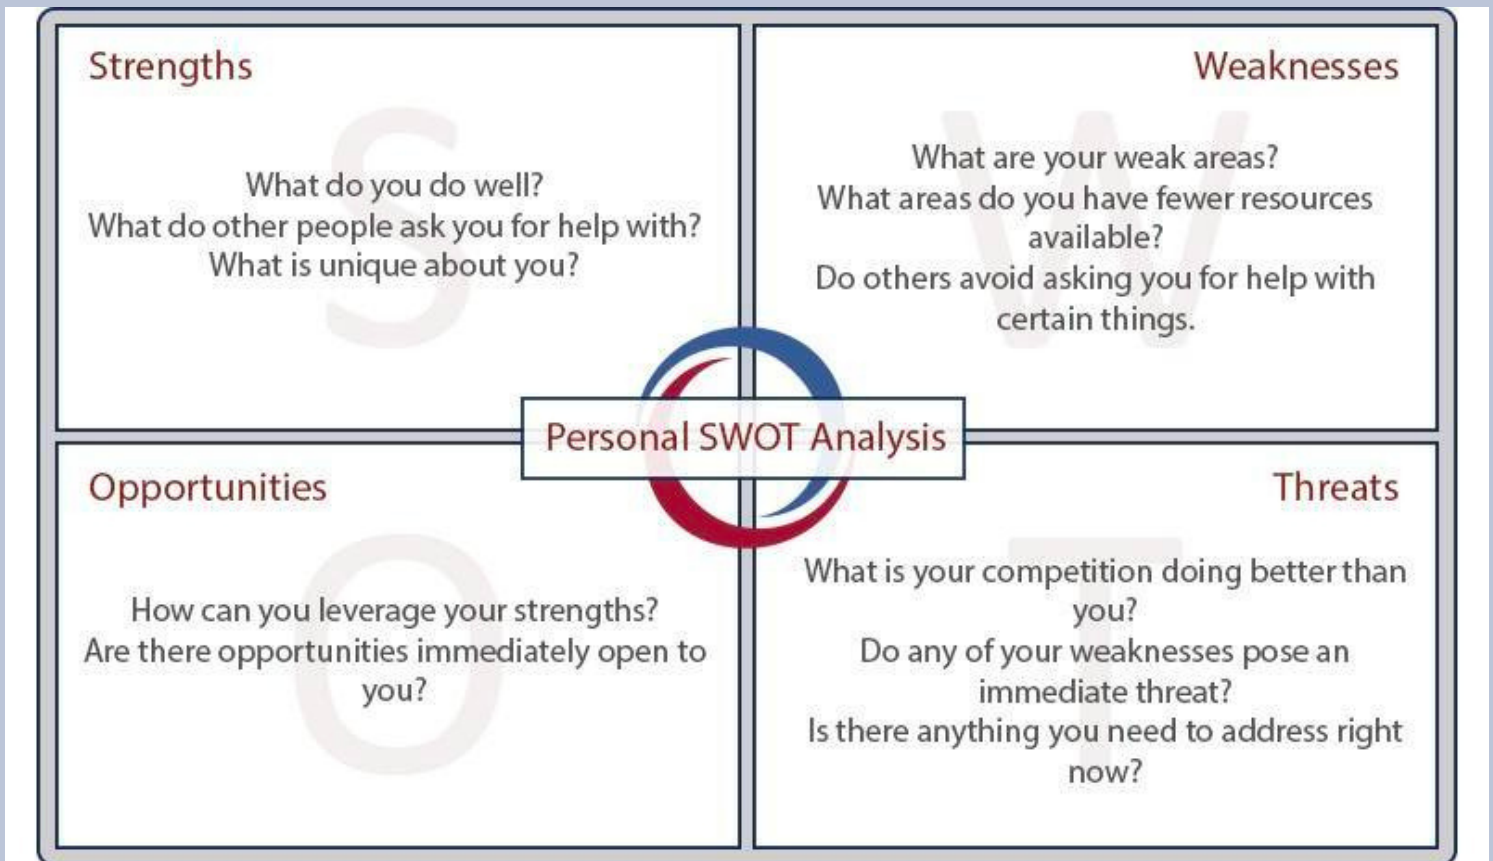 Strengths
S
What do you do well?
What do other people ask you for help with?
What is unique about you?
Weaknesses
W
What are your weak areas?
What areas do you have fewer resources
available?
Do others avoid asking you for help with
certain things.
Personal SWOT Analysis
Opportunities
O
How can you leverage your strengths?
Are there opportunities immediately open to
you?
Threats
T
What is your competition doing better than
you?
Do any of your weaknesses pose an
immediate threat?
Is there anything you need to address right
now?